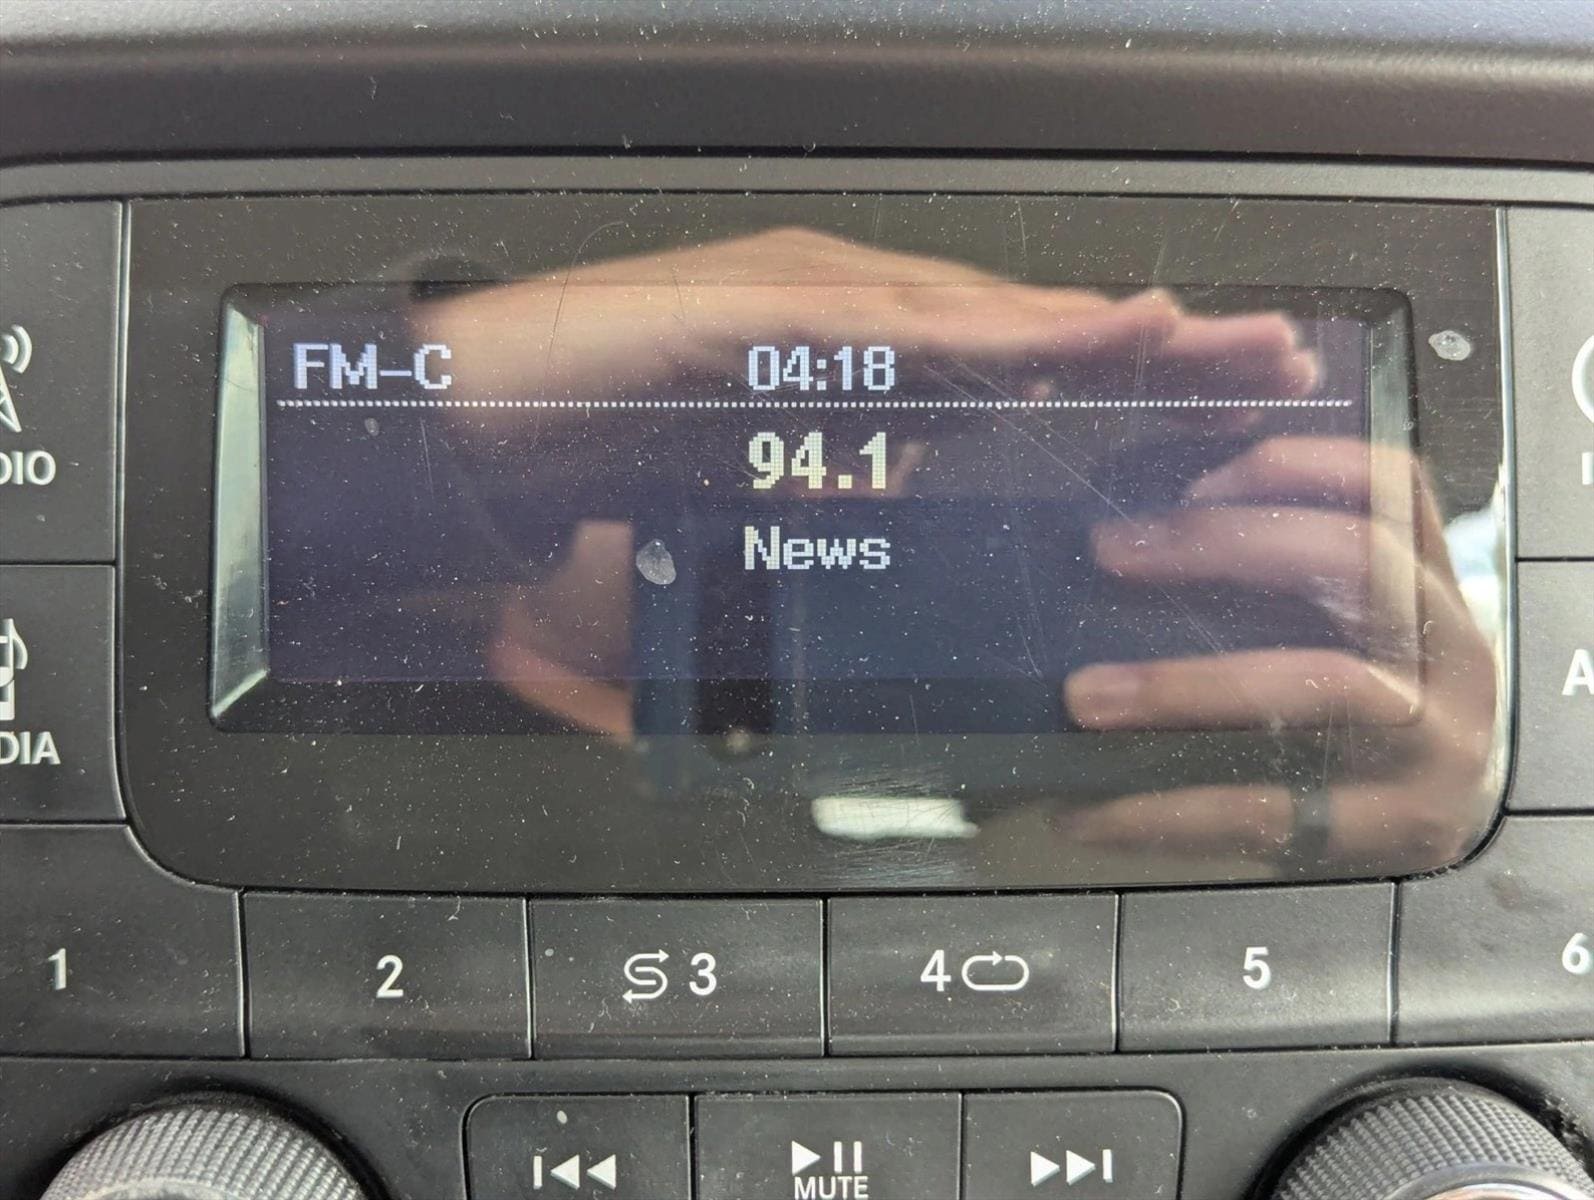 FM-C 04:18
94.1
News
DIO
DIA
1 2 3 4 5 6
MUTE